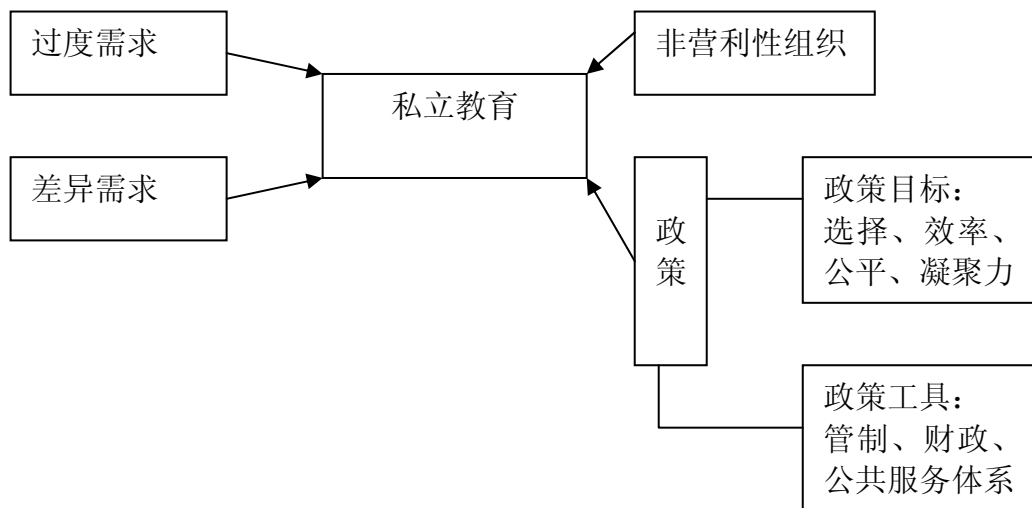 过度需求
非营利性组织
私立教育
差异需求
政
策
政策目标：
选择、效率、
公平、凝聚力
政策工具：
管制、财政、
公共服务体系